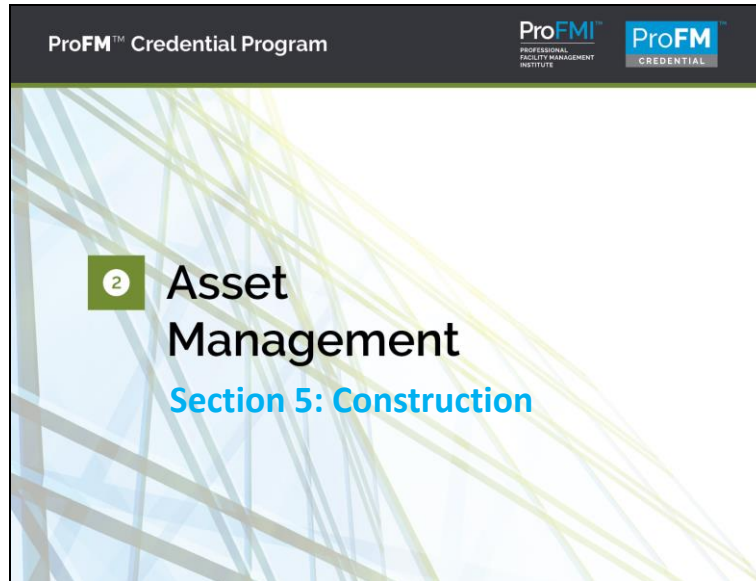 ProFM™ Credential Program
ProFMI™
PROFESSIONAL
FACILITY MANAGEMENT
INSTITUTE
ProFM™
CREDENTIAL
2
Asset
Management
Section 5: Construction